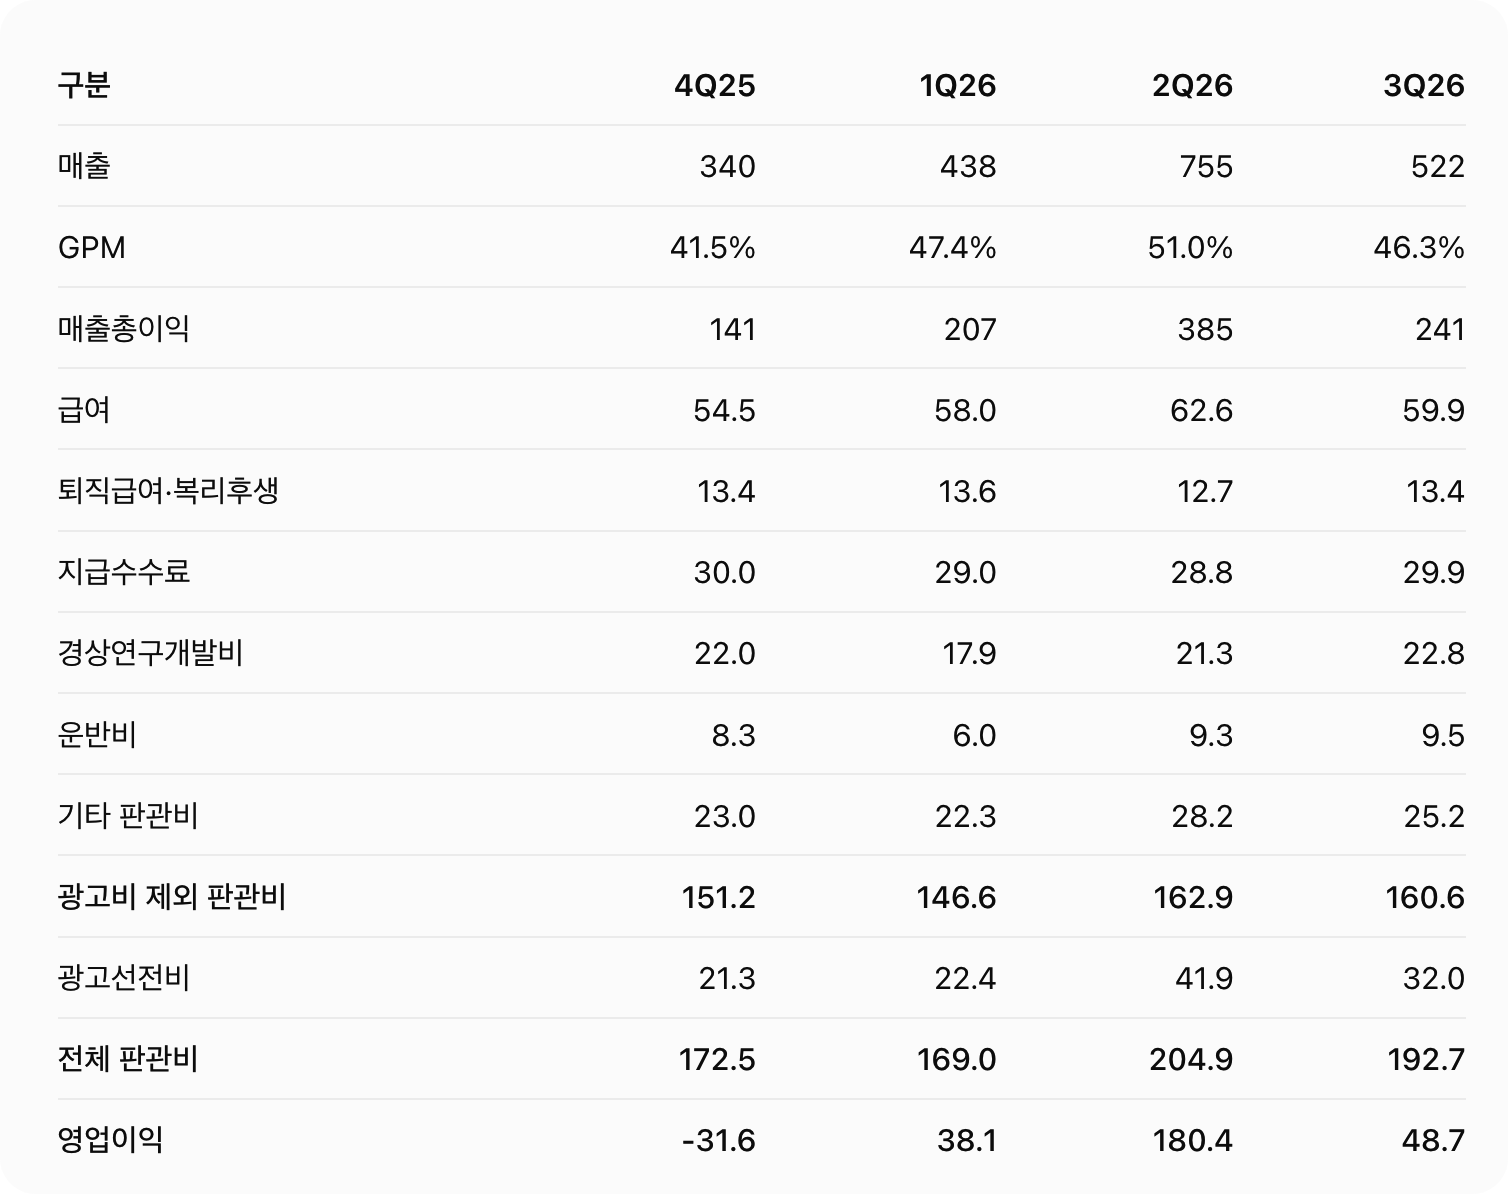 구분 4Q25 1Q26 2Q26 3Q26
매출 340 438 755 522
GPM 41.5% 47.4% 51.0% 46.3%
매출총이익 141 207 385 241
급여 54.5 58.0 62.6 59.9
퇴직급여·복리후생 13.4 13.6 12.7 13.4
지급수수료 30.0 29.0 28.8 29.9
경상연구개발비 22.0 17.9 21.3 22.8
운반비 8.3 6.0 9.3 9.5
기타 판관비 23.0 22.3 28.2 25.2
광고비 제외 판관비 151.2 146.6 162.9 160.6
광고선전비 21.3 22.4 41.9 32.0
전체 판관비 172.5 169.0 204.9 192.7
영업이익 -31.6 38.1 180.4 48.7